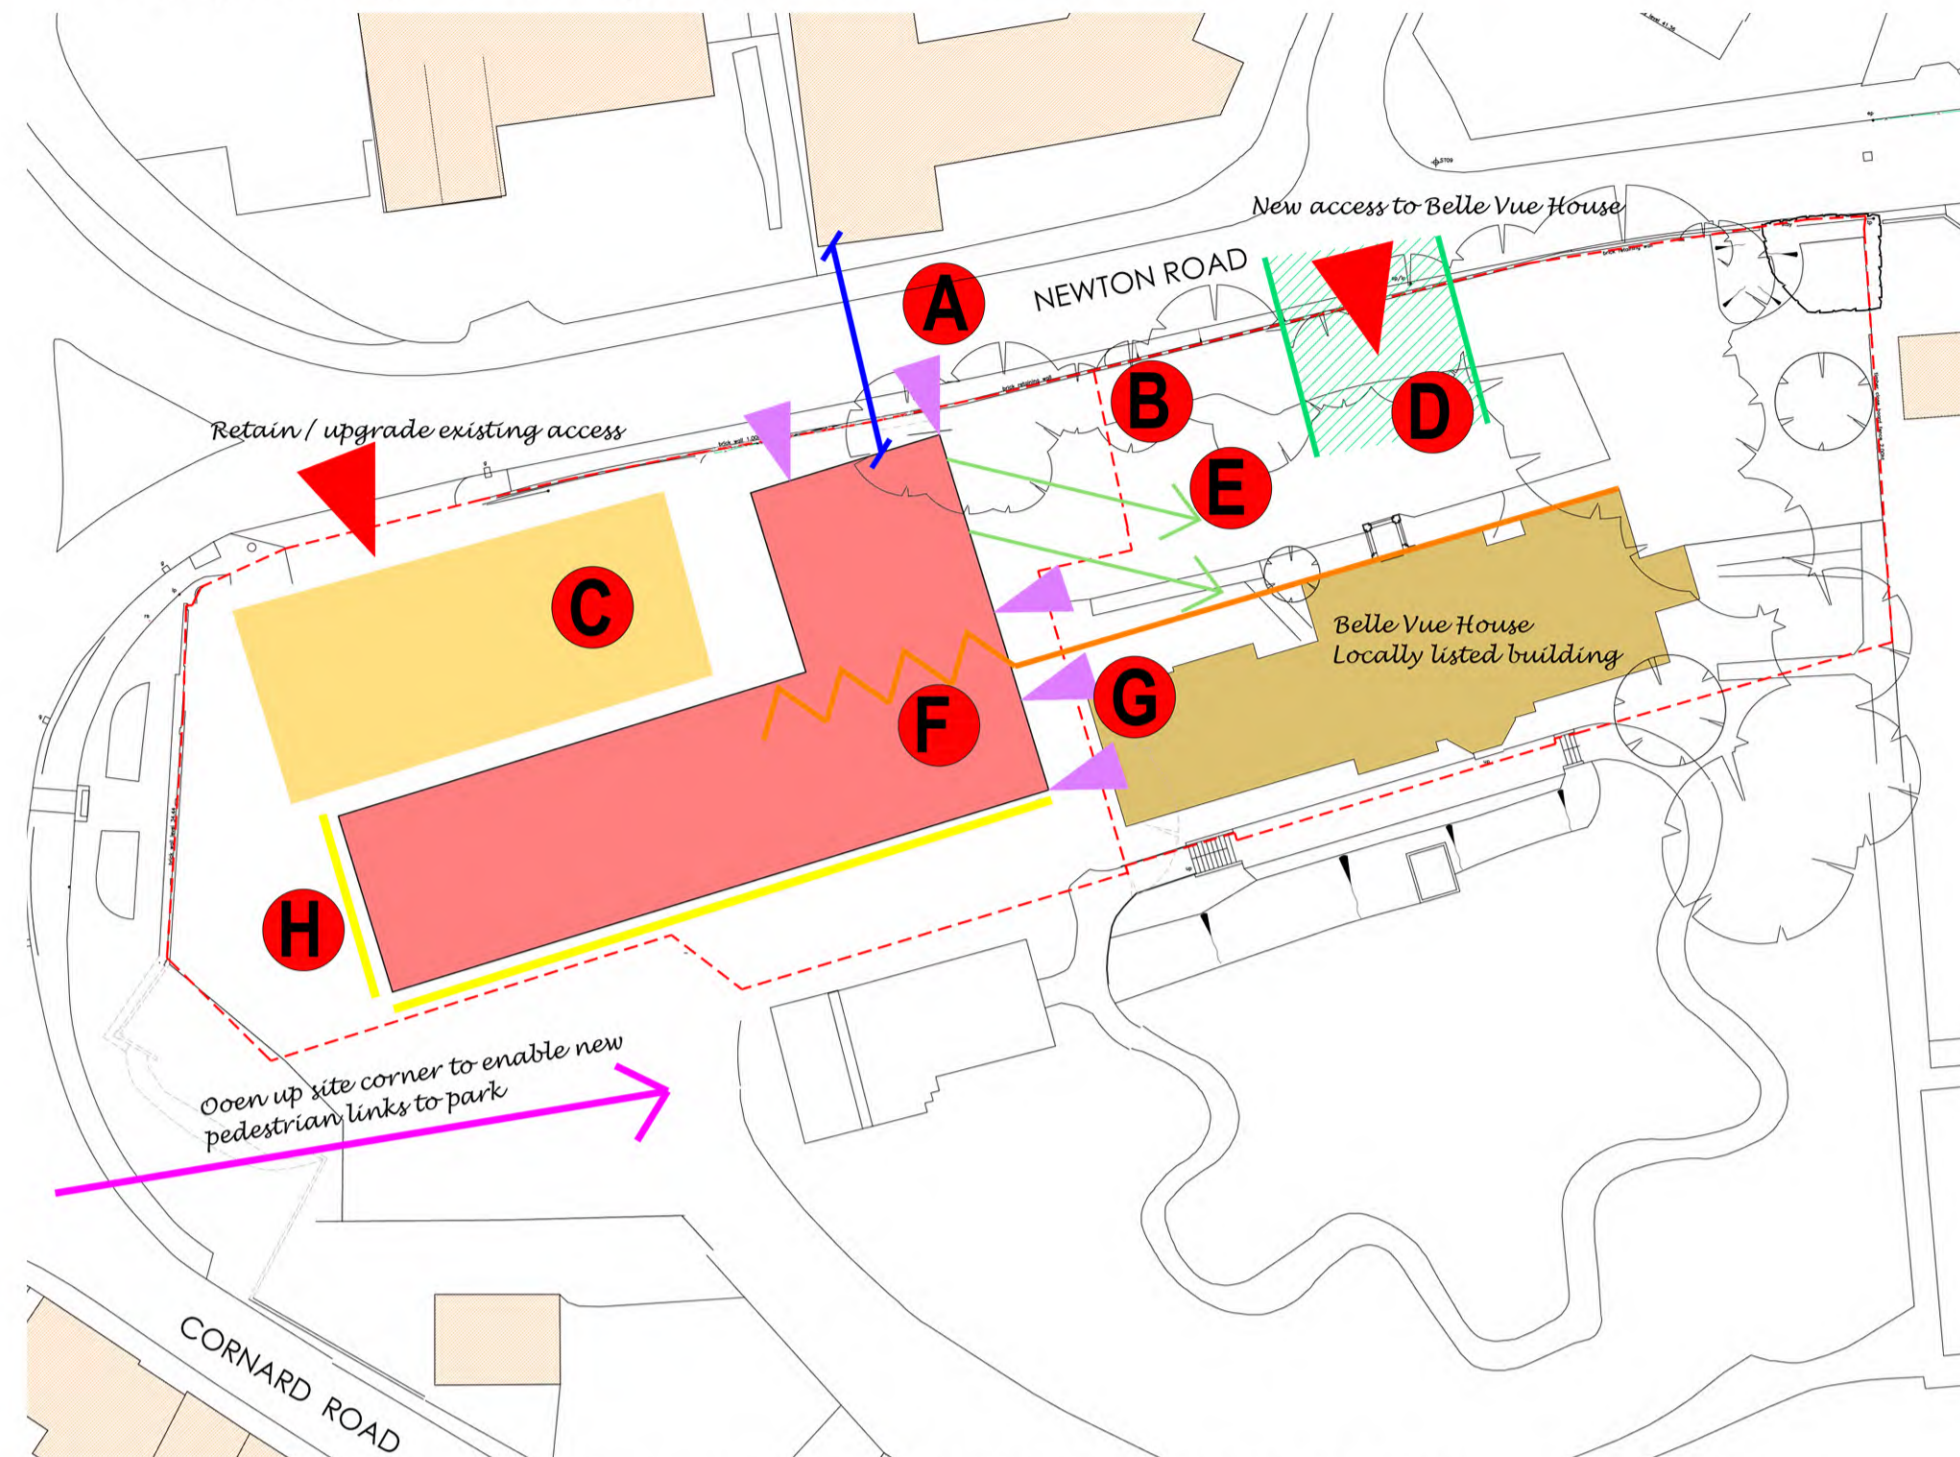 New access to Belle Vue House
NEWTON ROAD
A
Retain / upgrade existing access
B
D
E
C
Belle Vue House
Locally listed building
F
G
H
Ooen up site corner to enable new
pedestrian links to park
CORNARD ROAD